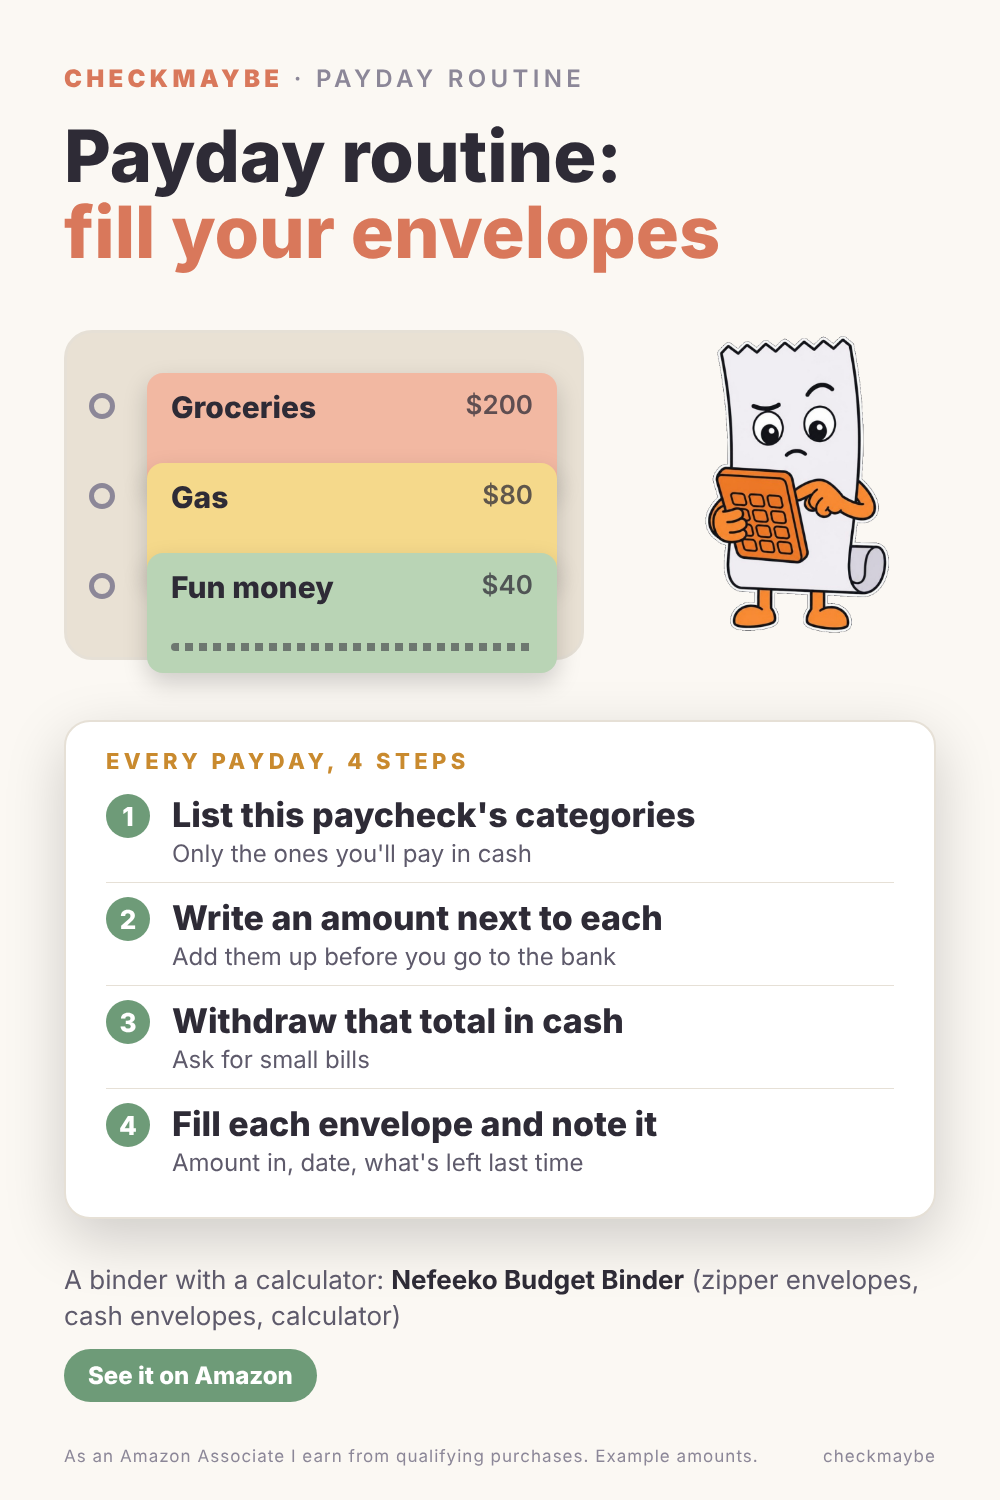 CHECKMAYBE · PAYDAY ROUTINE
Payday routine:
fill your envelopes
Groceries $200
Gas $80
Fun money $40
EVERY PAYDAY, 4 STEPS
1 List this paycheck's categories
Only the ones you'll pay in cash
2 Write an amount next to each
Add them up before you go to the bank
3 Withdraw that total in cash
Ask for small bills
4 Fill each envelope and note it
Amount in, date, what's left last time
A binder with a calculator: Nefeeko Budget Binder (zipper envelopes,
cash envelopes, calculator)
See it on Amazon
As an Amazon Associate I earn from qualifying purchases. Example amounts. checkmaybe